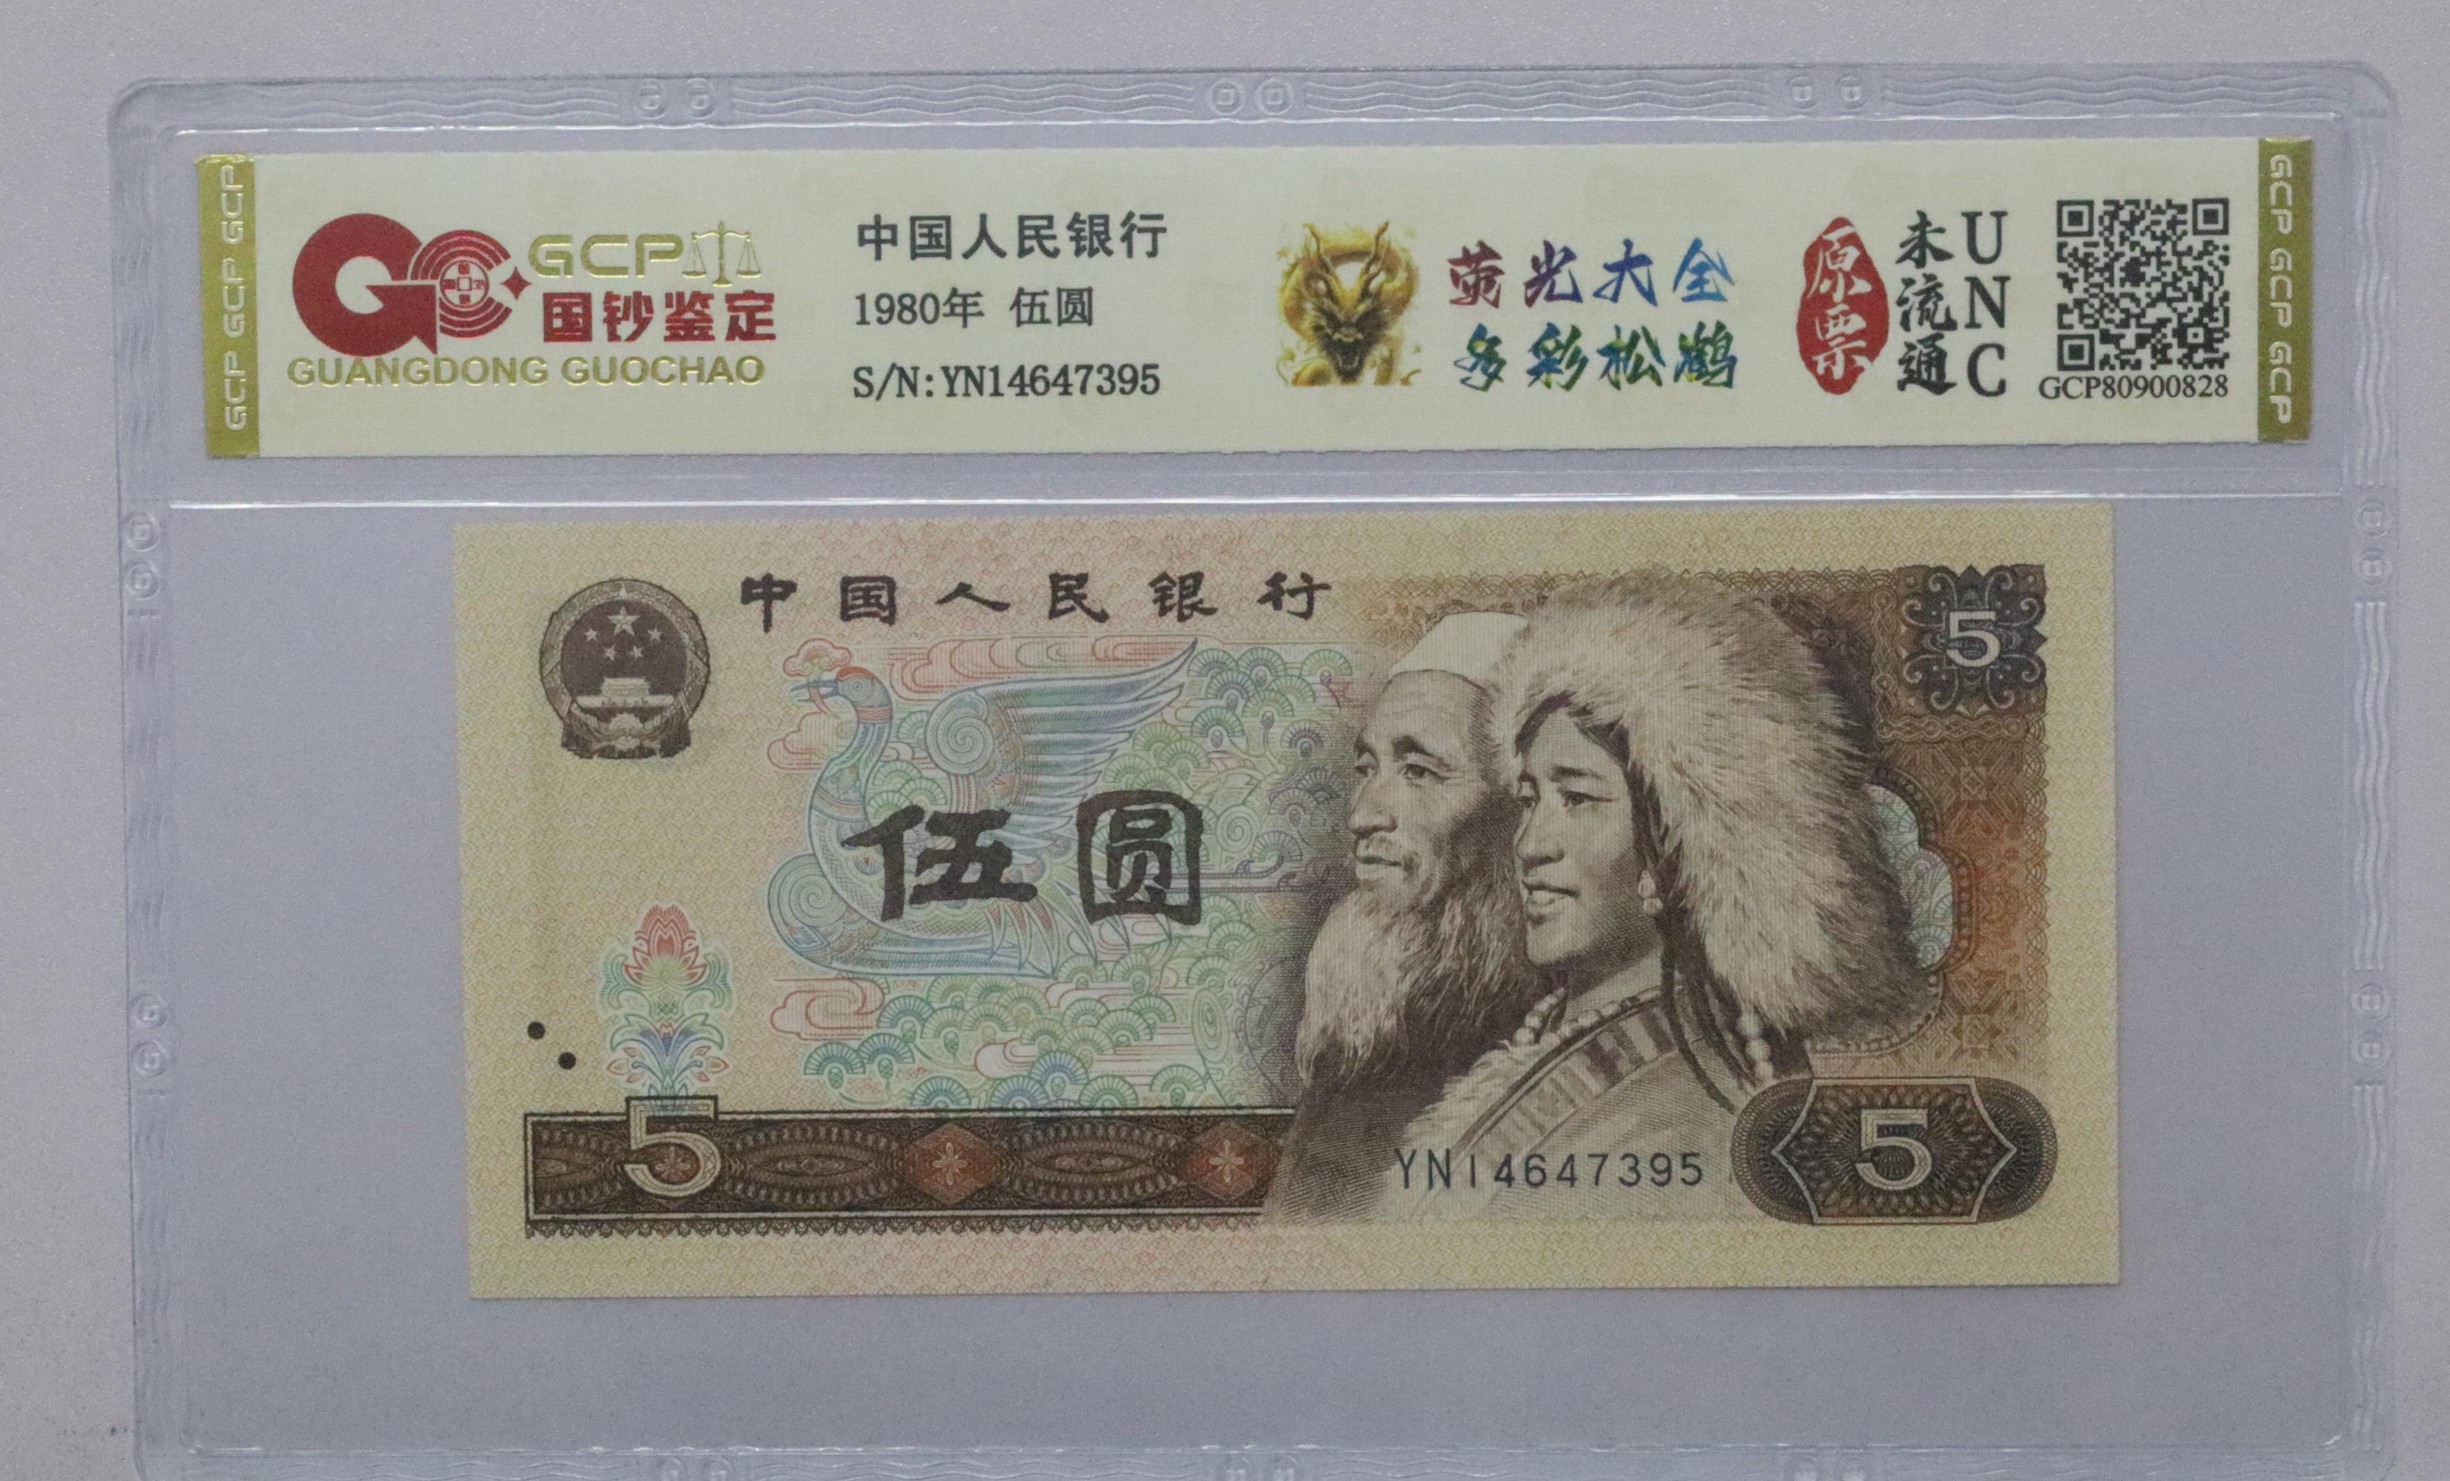 GCP GCP GCP
GCP
国钞鉴定
GUANGDONG GUOCHAO
中国人民银行
1980年 伍圆
S/N:YN14647395
荧光大全
多彩松鹤
原票
未流通
UNC
GCP80900828
GCP GCP GCP
中国人民银行
5
伍圆
5
YN14647395
5